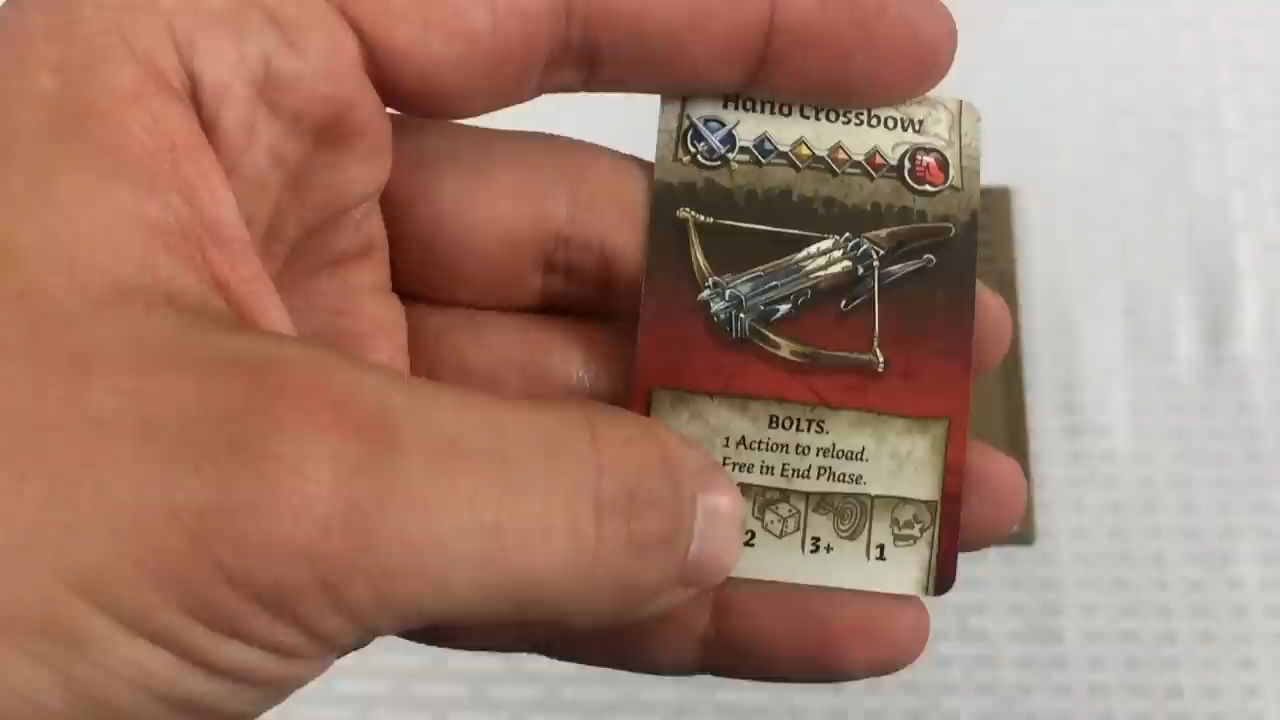 Hand Crossbow
BOLTS.
1 Action to reload.
Free in End Phase.
2 3+ 1